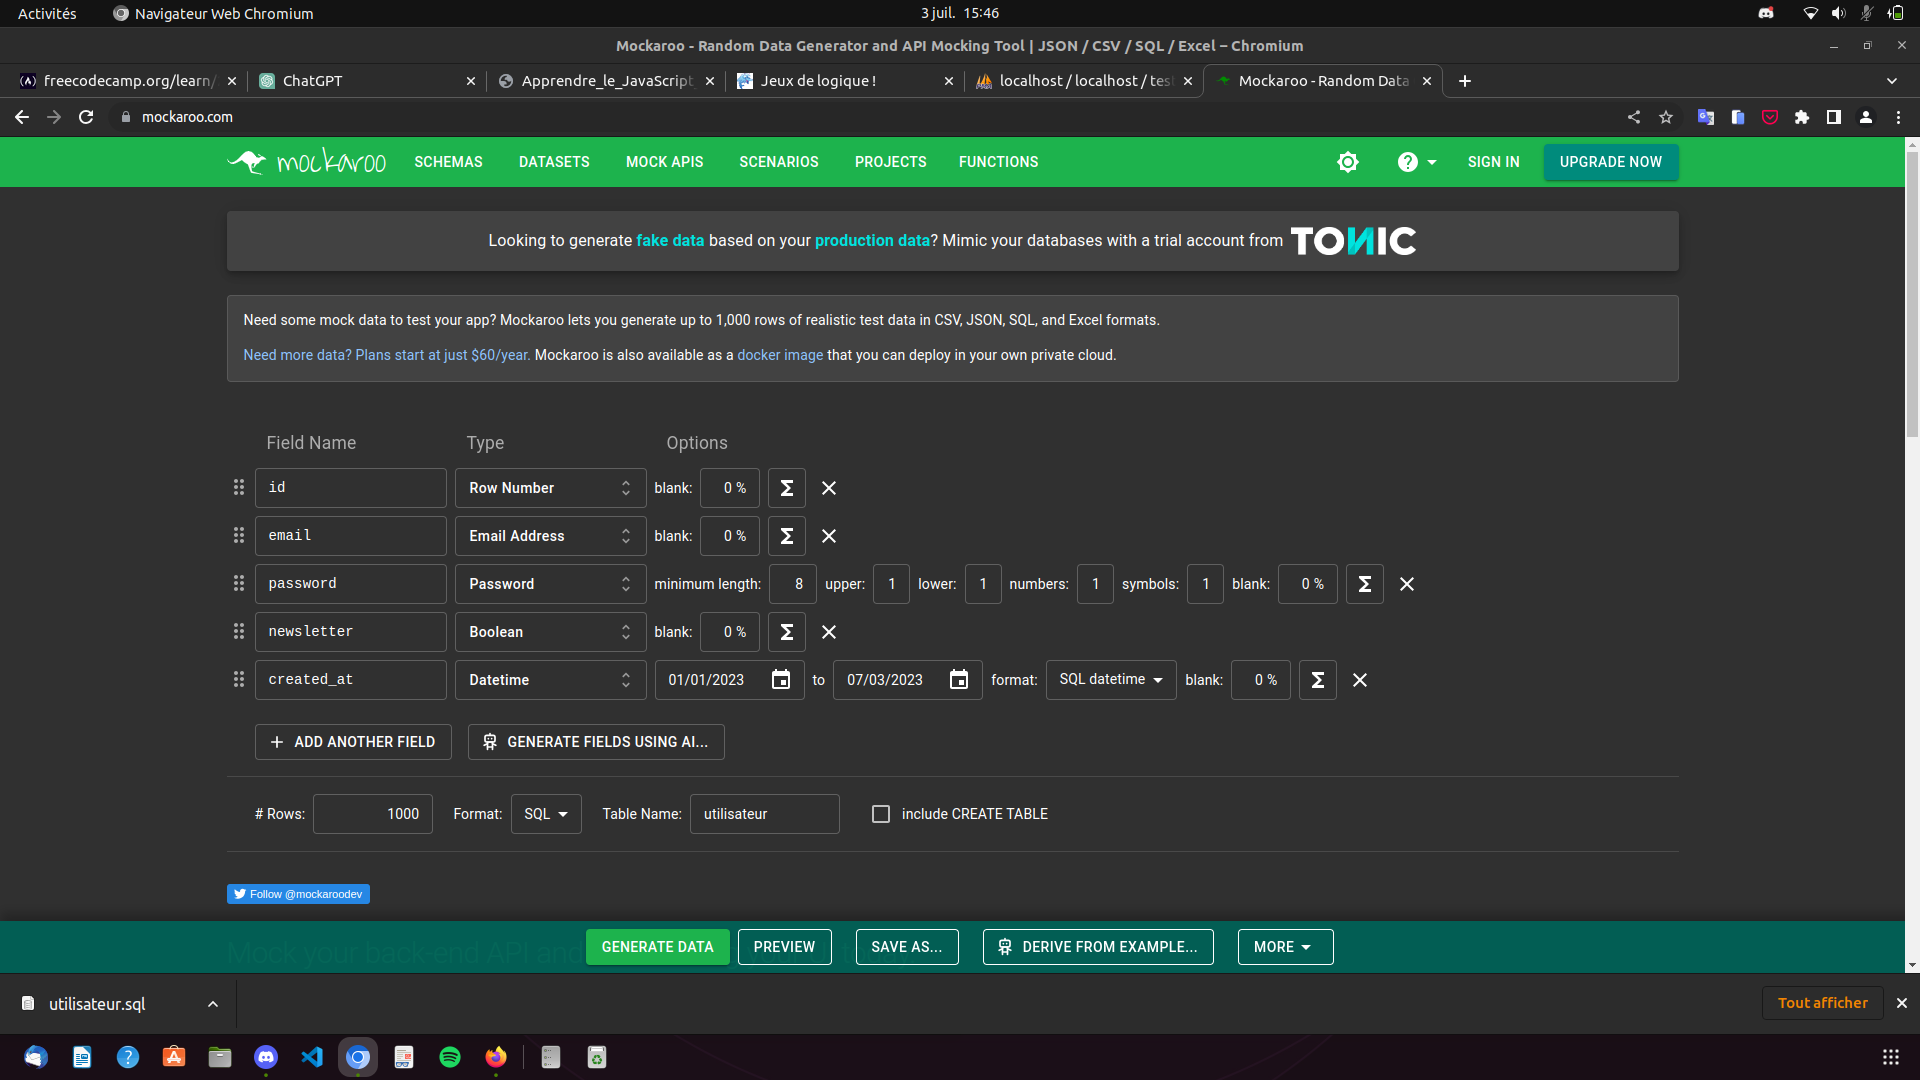 Activités Navigateur Web Chromium 3 juil. 15:46
Mockaroo - Random Data Generator and API Mocking Tool | JSON / CSV / SQL / Excel – Chromium
freecodecamp.org/learn/ ChatGPT Apprendre_le_JavaScript_ Jeux de logique ! localhost / localhost / tes Mockaroo - Random Data
mockaroo.com
mockaroo SCHEMAS DATASETS MOCK APIS SCENARIOS PROJECTS FUNCTIONS SIGN IN UPGRADE NOW
Looking to generate fake data based on your production data? Mimic your databases with a trial account from TONIC
Need some mock data to test your app? Mockaroo lets you generate up to 1,000 rows of realistic test data in CSV, JSON, SQL, and Excel formats.
Need more data? Plans start at just $60/year. Mockaroo is also available as a docker image that you can deploy in your own private cloud.
Field Name Type Options
id Row Number blank: 0 % Σ
email Email Address blank: 0 % Σ
password Password minimum length: 8 upper: 1 lower: 1 numbers: 1 symbols: 1 blank: 0 % Σ
newsletter Boolean blank: 0 % Σ
created_at Datetime 01/01/2023 to 07/03/2023 format: SQL datetime blank: 0 % Σ
ADD ANOTHER FIELD GENERATE FIELDS USING AI...
# Rows: 1000 Format: SQL Table Name: utilisateur include CREATE TABLE
Follow @mockaroodev
Mock your back-end API and
GENERATE DATA PREVIEW SAVE AS... DERIVE FROM EXAMPLE... MORE
utilisateur.sql Tout afficher